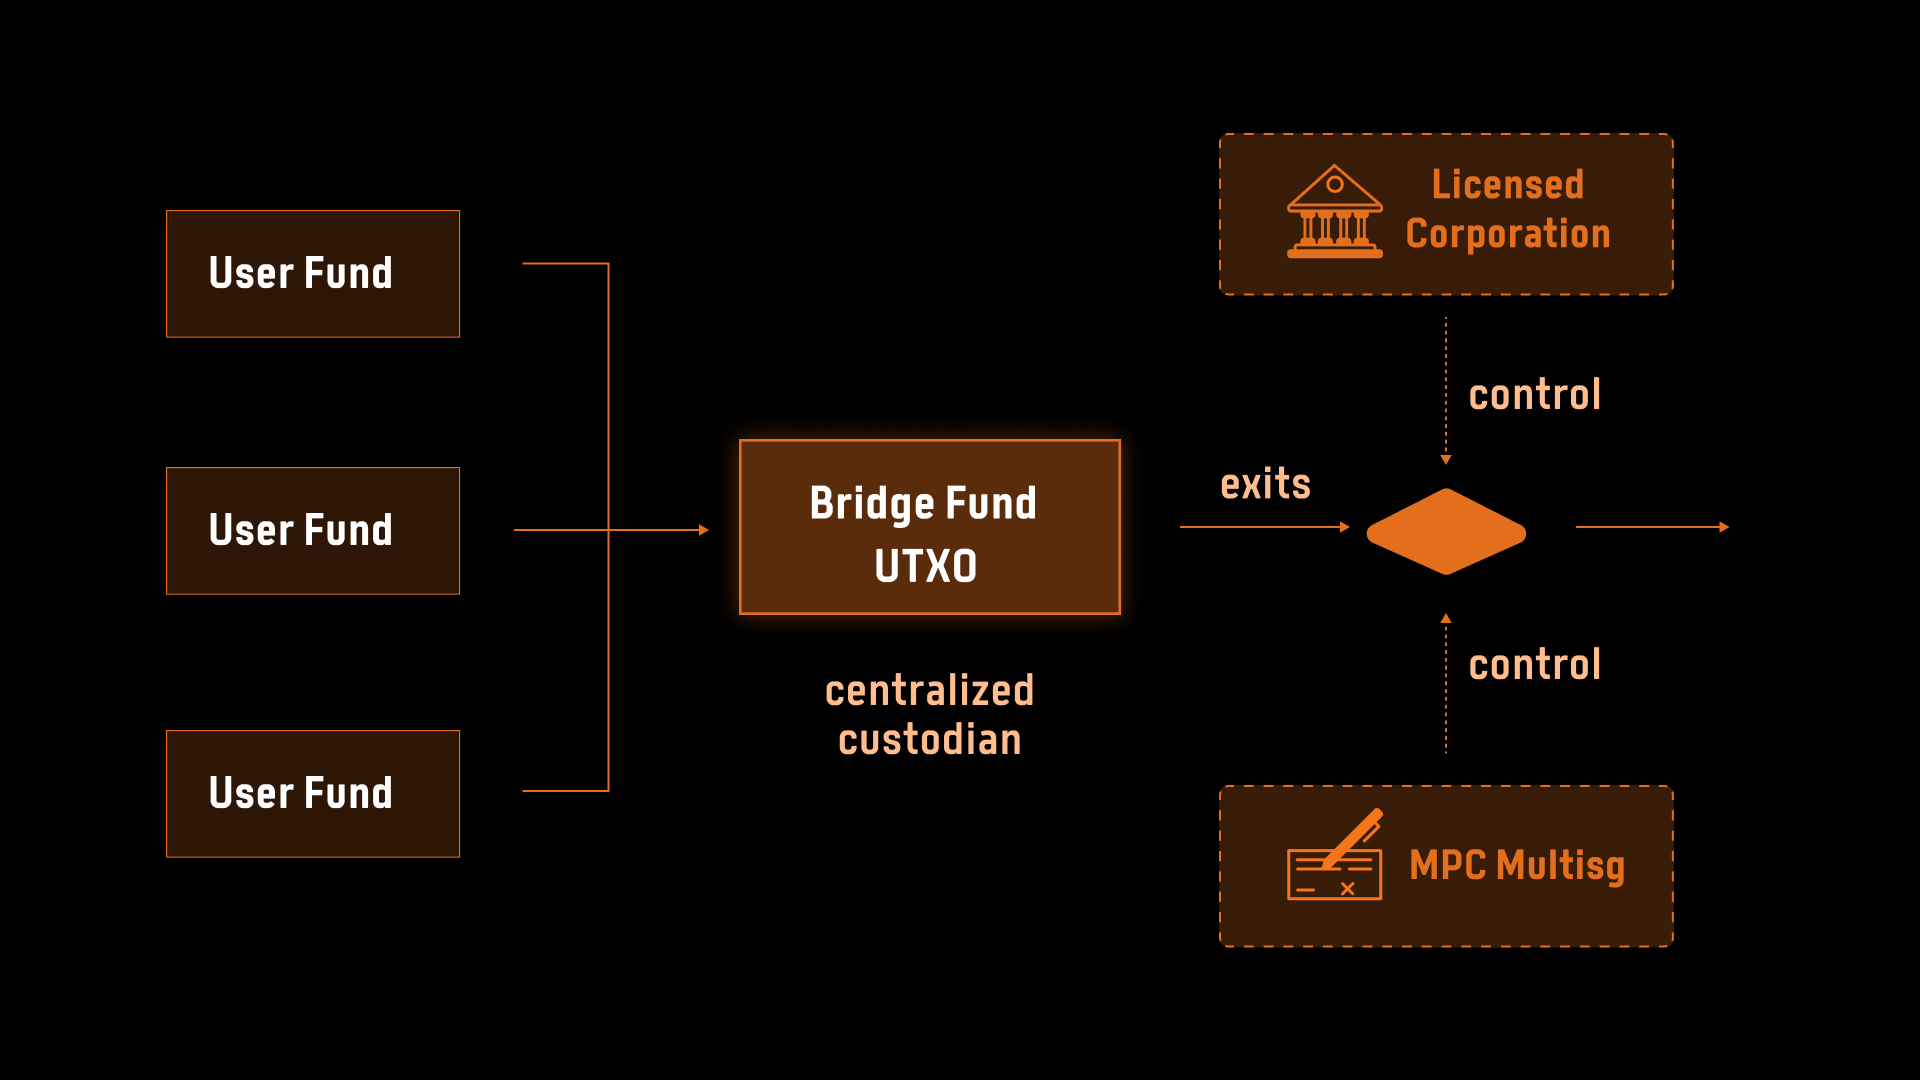 User Fund
User Fund
User Fund
Bridge Fund
UTXO
centralized
custodian
exits
Licensed
Corporation
control
control
MPC Multisg